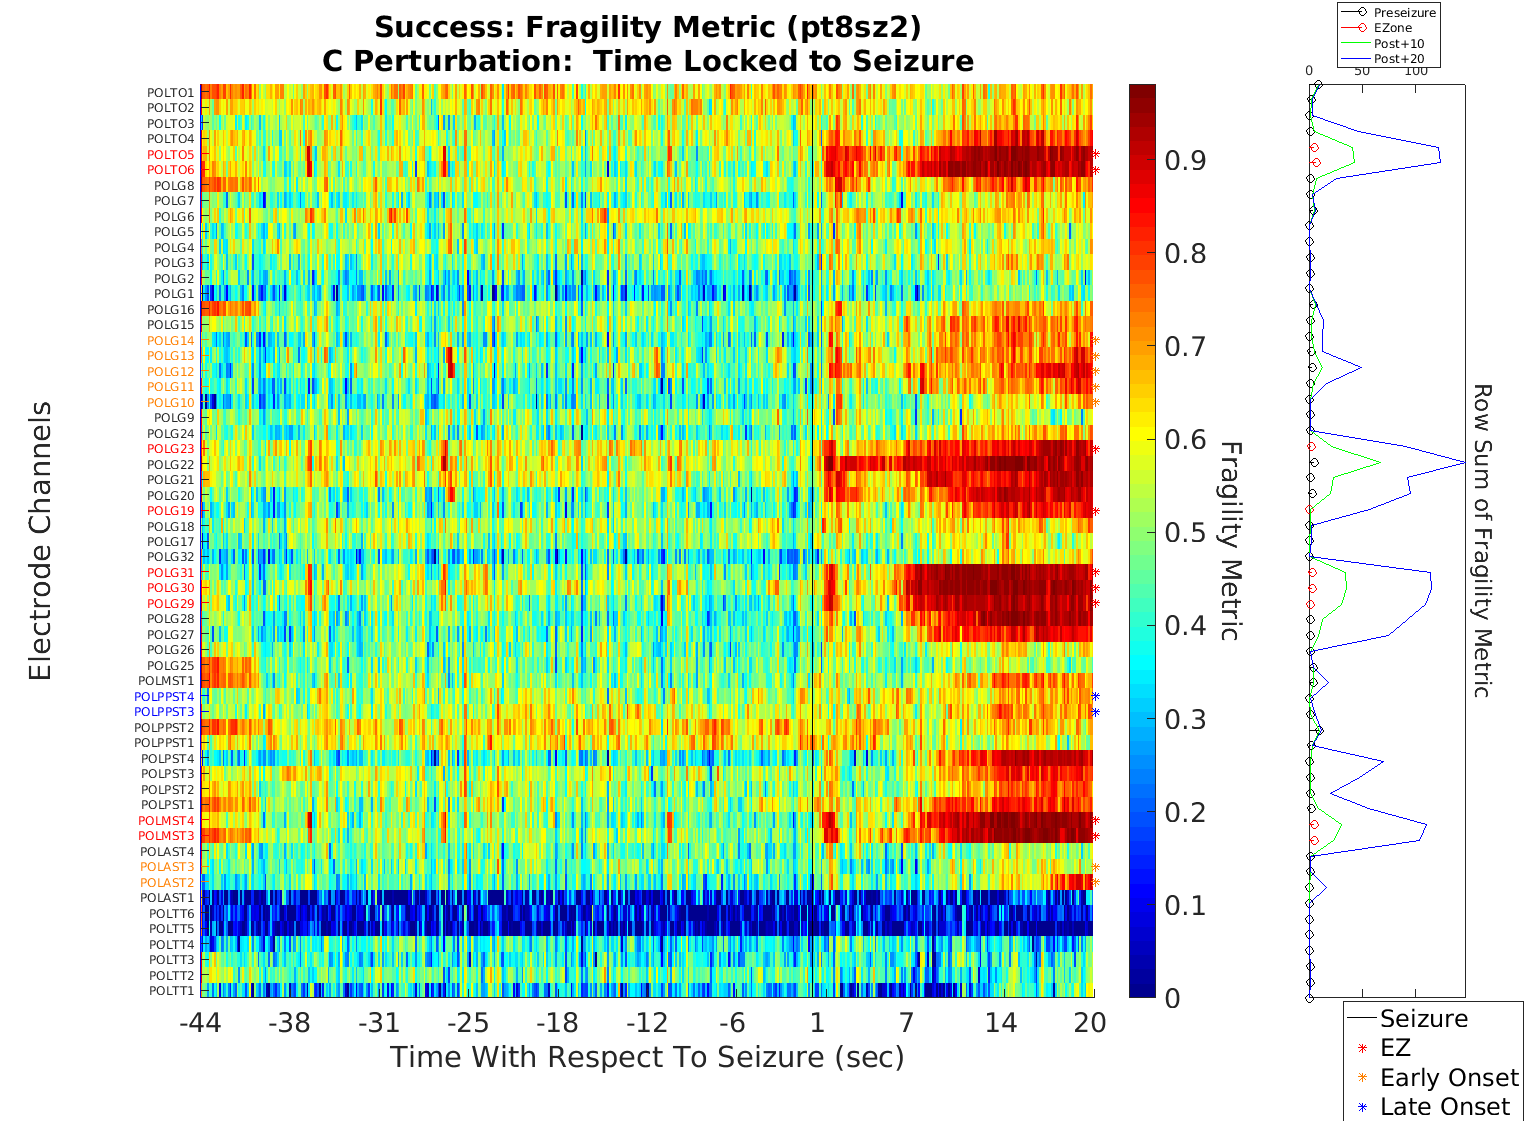 Success: Fragility Metric (pt8sz2)
C Perturbation:  Time Locked to Seizure
Preseizure
EZone
Post+10
Post+20
0 50 100
Electrode Channels
POLTO1
POLTO2
POLTO3
POLTO4
POLTO5
POLTO6
POLG8
POLG7
POLG6
POLG5
POLG4
POLG3
POLG2
POLG1
POLG16
POLG15
POLG14
POLG13
POLG12
POLG11
POLG10
POLG9
POLG24
POLG23
POLG22
POLG21
POLG20
POLG19
POLG18
POLG17
POLG32
POLG31
POLG30
POLG29
POLG28
POLG27
POLG26
POLG25
POLMST1
POLPPST4
POLPPST3
POLPPST2
POLPPST1
POLPST4
POLPST3
POLPST2
POLPST1
POLMST4
POLMST3
POLAST4
POLAST3
POLAST2
POLAST1
POLTT6
POLTT5
POLTT4
POLTT3
POLTT2
POLTT1
-44 -38 -31 -25 -18 -12 -6 1 7 14 20
Time With Respect To Seizure (sec)
0.9
0.8
0.7
0.6
0.5
0.4
0.3
0.2
0.1
0
Fragility Metric
Row Sum of Fragility Metric
Seizure
EZ
Early Onset
Late Onset